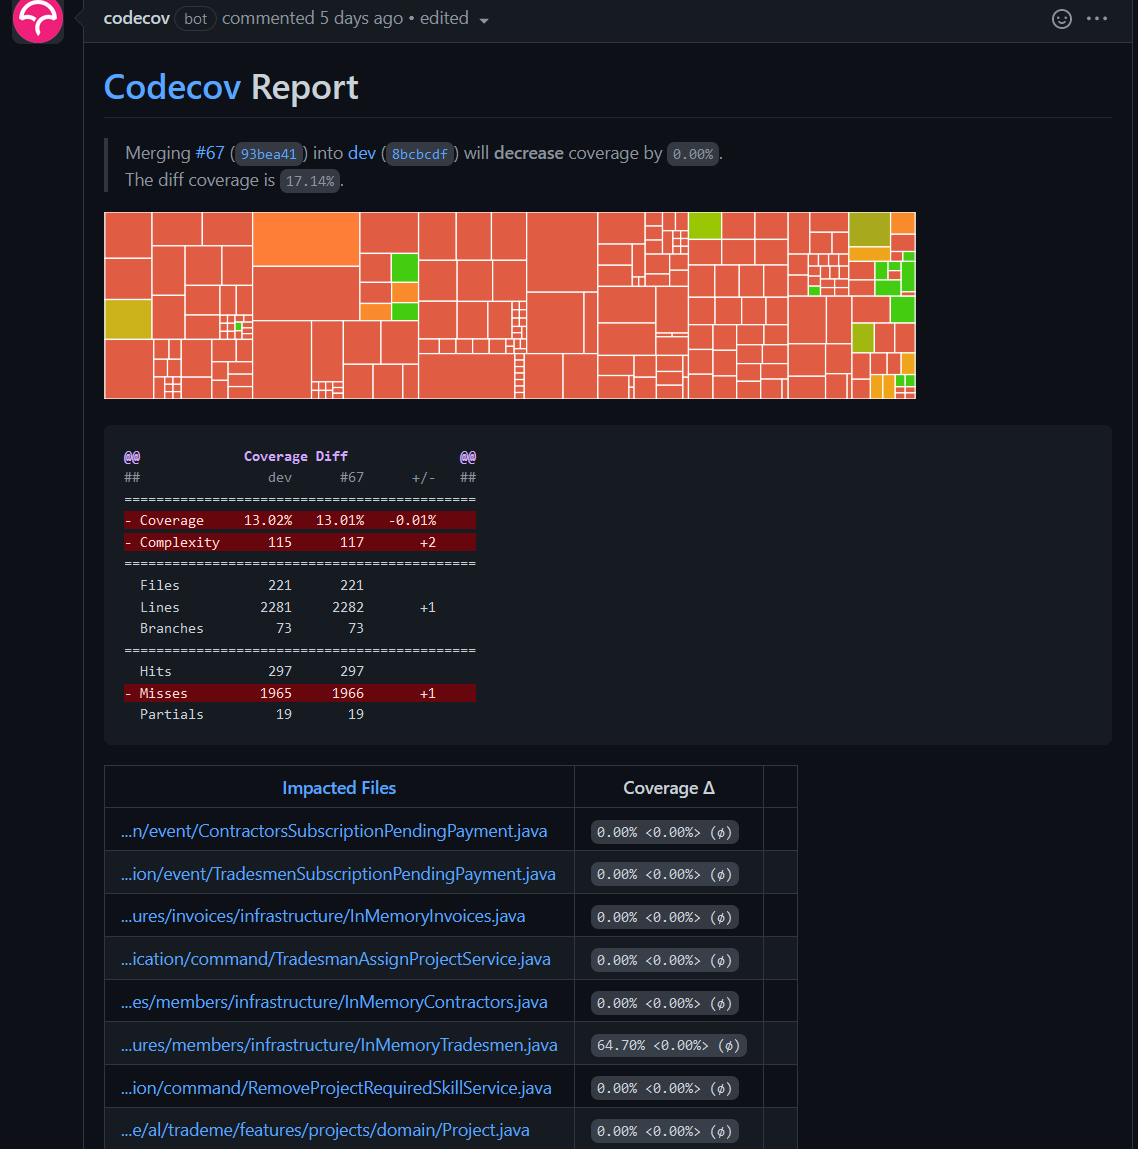 codecov bot commented 5 days ago • edited
Codecov Report
Merging #67 (93bea41) into dev (8bcbcdf) will decrease coverage by 0.00%.
The diff coverage is 17.14%.
@@ Coverage Diff @@
## dev #67 +/- ##
============================================
- Coverage 13.02% 13.01% -0.01%
- Complexity 115 117 +2
============================================
Files 221 221
Lines 2281 2282 +1
Branches 73 73
============================================
Hits 297 297
- Misses 1965 1966 +1
Partials 19 19
Impacted Files Coverage Δ
...n/event/ContractorsSubscriptionPendingPayment.java 0.00% <0.00%> (ø)
...ion/event/TradesmenSubscriptionPendingPayment.java 0.00% <0.00%> (ø)
...ures/invoices/infrastructure/InMemoryInvoices.java 0.00% <0.00%> (ø)
...ication/command/TradesmanAssignProjectService.java 0.00% <0.00%> (ø)
...es/members/infrastructure/InMemoryContractors.java 0.00% <0.00%> (ø)
...ures/members/infrastructure/InMemoryTradesmen.java 64.70% <0.00%> (ø)
...ion/command/RemoveProjectRequiredSkillService.java 0.00% <0.00%> (ø)
...e/al/trademe/features/projects/domain/Project.java 0.00% <0.00%> (ø)